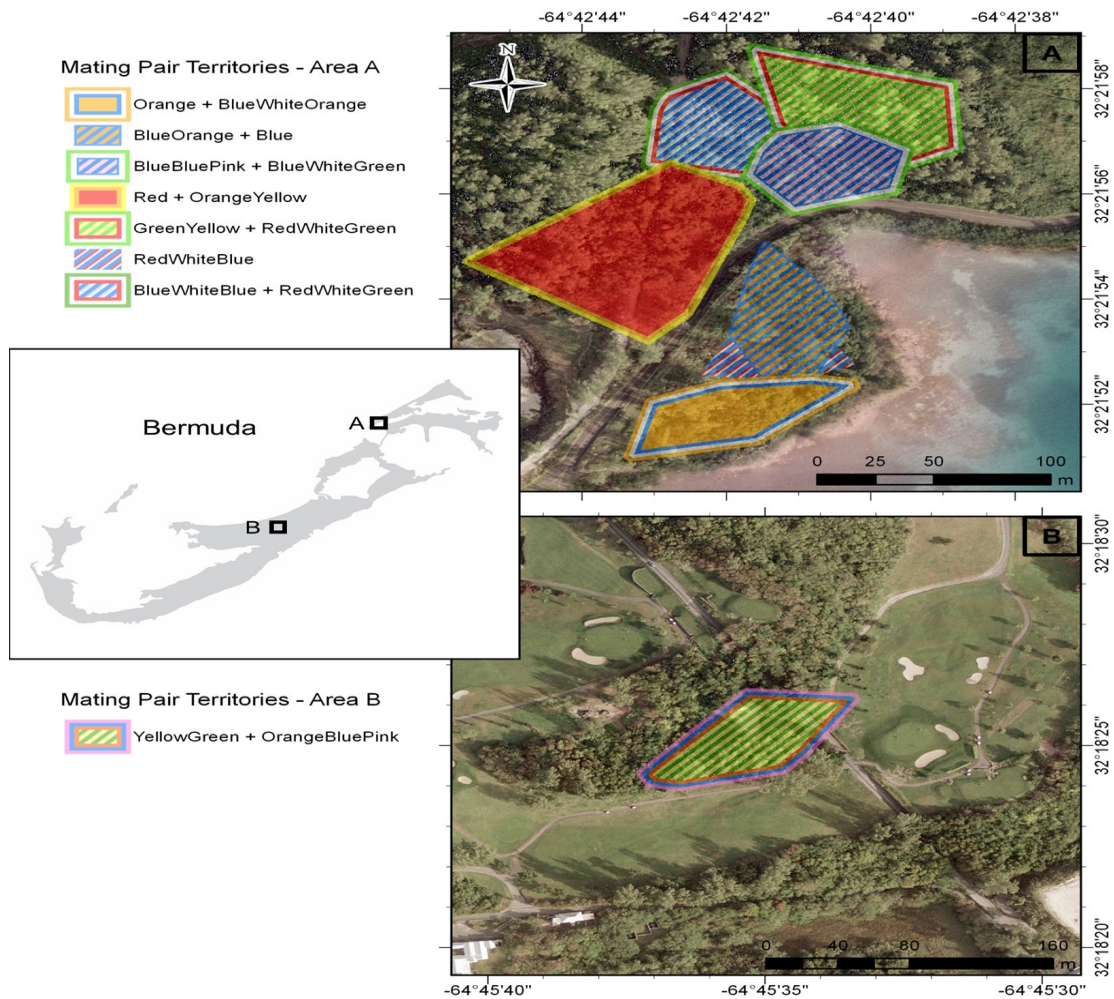 -64°42'44" -64°42'42" -64°42'40" -64°42'38"
Mating Pair Territories - Area A
Orange + BlueWhiteOrange
BlueOrange + Blue
BlueBluePink + BlueWhiteGreen
Red + OrangeYellow
GreenYellow + RedWhiteGreen
RedWhiteBlue
BlueWhiteBlue + RedWhiteGreen
N
A
32°21'58"
32°21'56"
32°21'54"
32°21'52"
0 25 50 100
m
Bermuda
A
B
B
32°18'30"
32°18'25"
32°18'20"
Mating Pair Territories - Area B
YellowGreen + OrangeBluePink
0 40 80 160
m
-64°45'40" -64°45'35" -64°45'30"